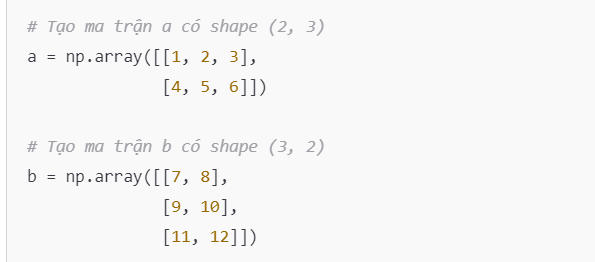 # Tạo ma trận a có shape (2, 3)
a = np.array([[1, 2, 3],
              [4, 5, 6]])
# Tạo ma trận b có shape (3, 2)
b = np.array([[7, 8],
              [9, 10],
              [11, 12]])